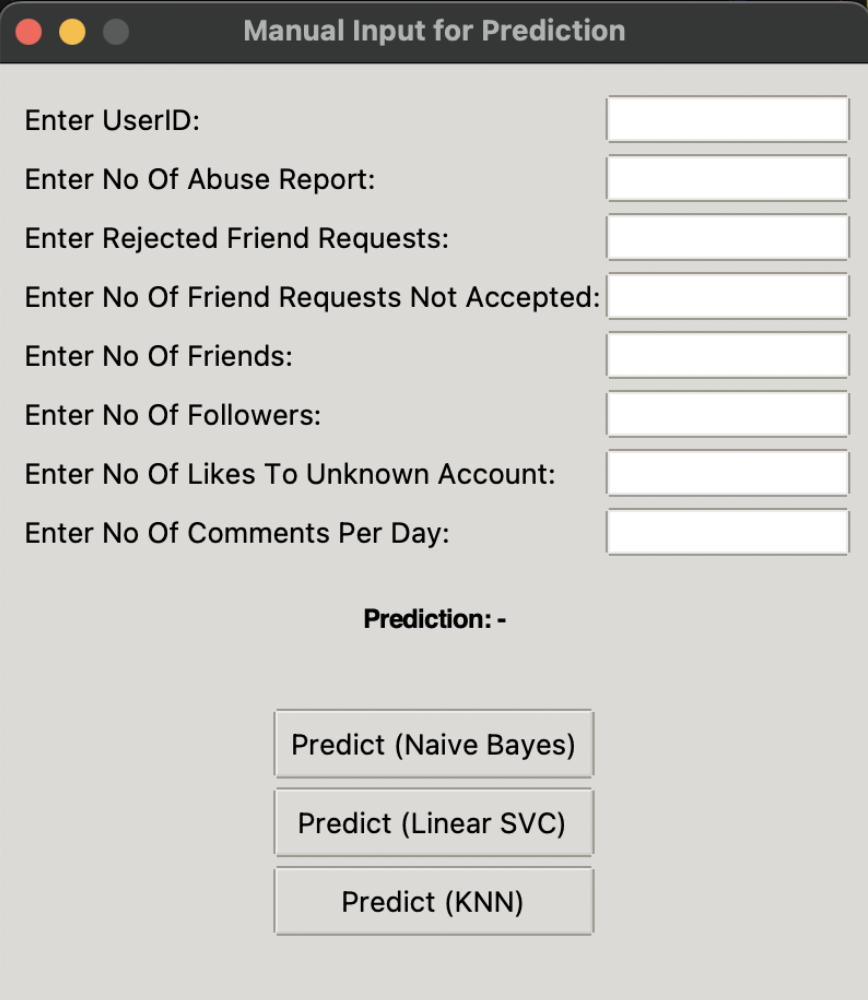 Manual Input for Prediction
Enter UserID:
Enter No Of Abuse Report:
Enter Rejected Friend Requests:
Enter No Of Friend Requests Not Accepted:
Enter No Of Friends:
Enter No Of Followers:
Enter No Of Likes To Unknown Account:
Enter No Of Comments Per Day:
Prediction: -
Predict (Naive Bayes)
Predict (Linear SVC)
Predict (KNN)